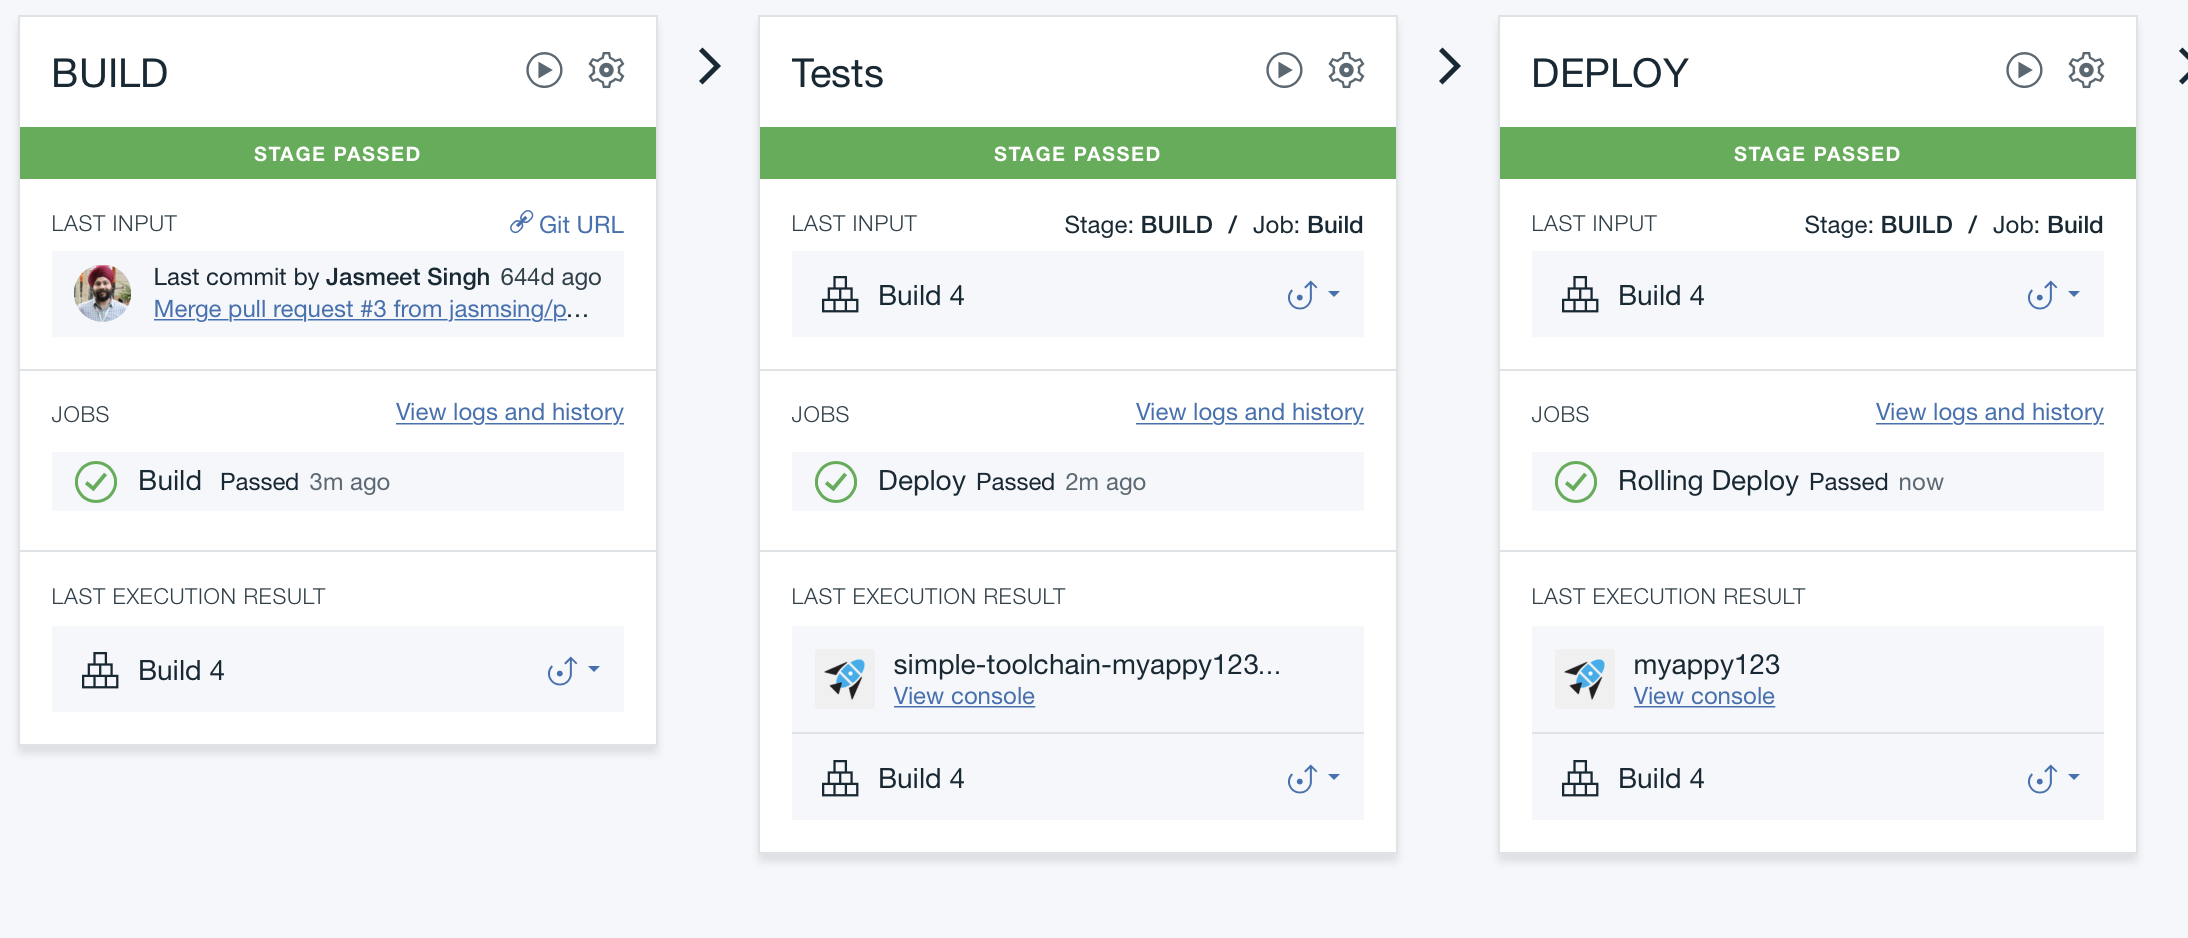 BUILD
STAGE PASSED
LAST INPUT Git URL
Last commit by Jasmeet Singh 644d ago
Merge pull request #3 from jasmsing/p...
JOBS View logs and history
Build Passed 3m ago
LAST EXECUTION RESULT
Build 4
Tests
STAGE PASSED
LAST INPUT Stage: BUILD / Job: Build
Build 4
JOBS View logs and history
Deploy Passed 2m ago
LAST EXECUTION RESULT
simple-toolchain-myappy123...
View console
Build 4
DEPLOY
STAGE PASSED
LAST INPUT Stage: BUILD / Job: Build
Build 4
JOBS View logs and history
Rolling Deploy Passed now
LAST EXECUTION RESULT
myappy123
View console
Build 4